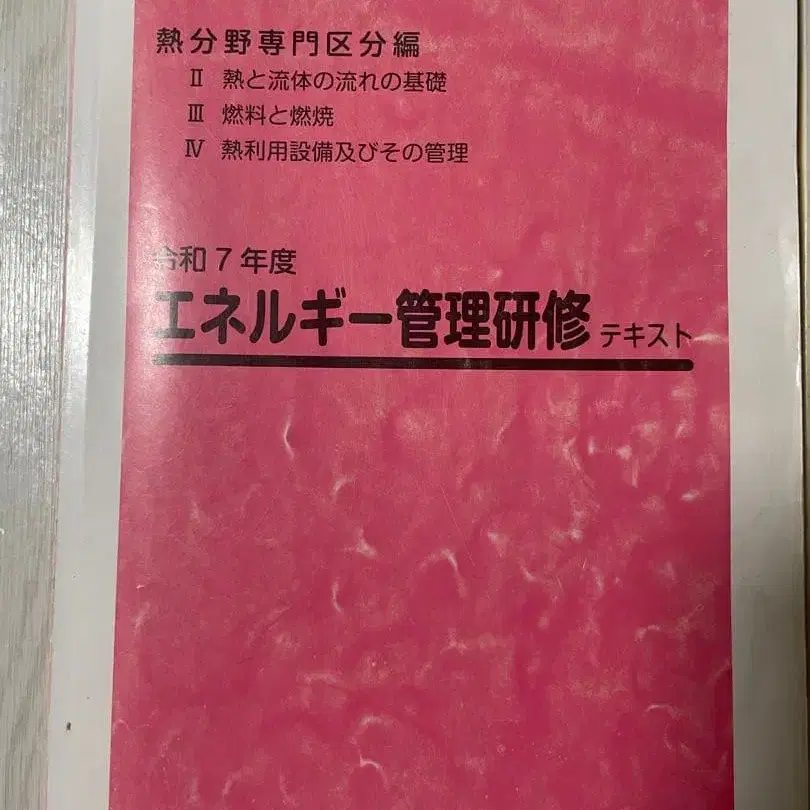 熱分野専門区分編
Ⅱ 熱と流体の流れの基礎
Ⅲ 燃料と燃焼
Ⅳ 熱利用設備及びその管理
令和7年度
エネルギー管理研修 テキスト